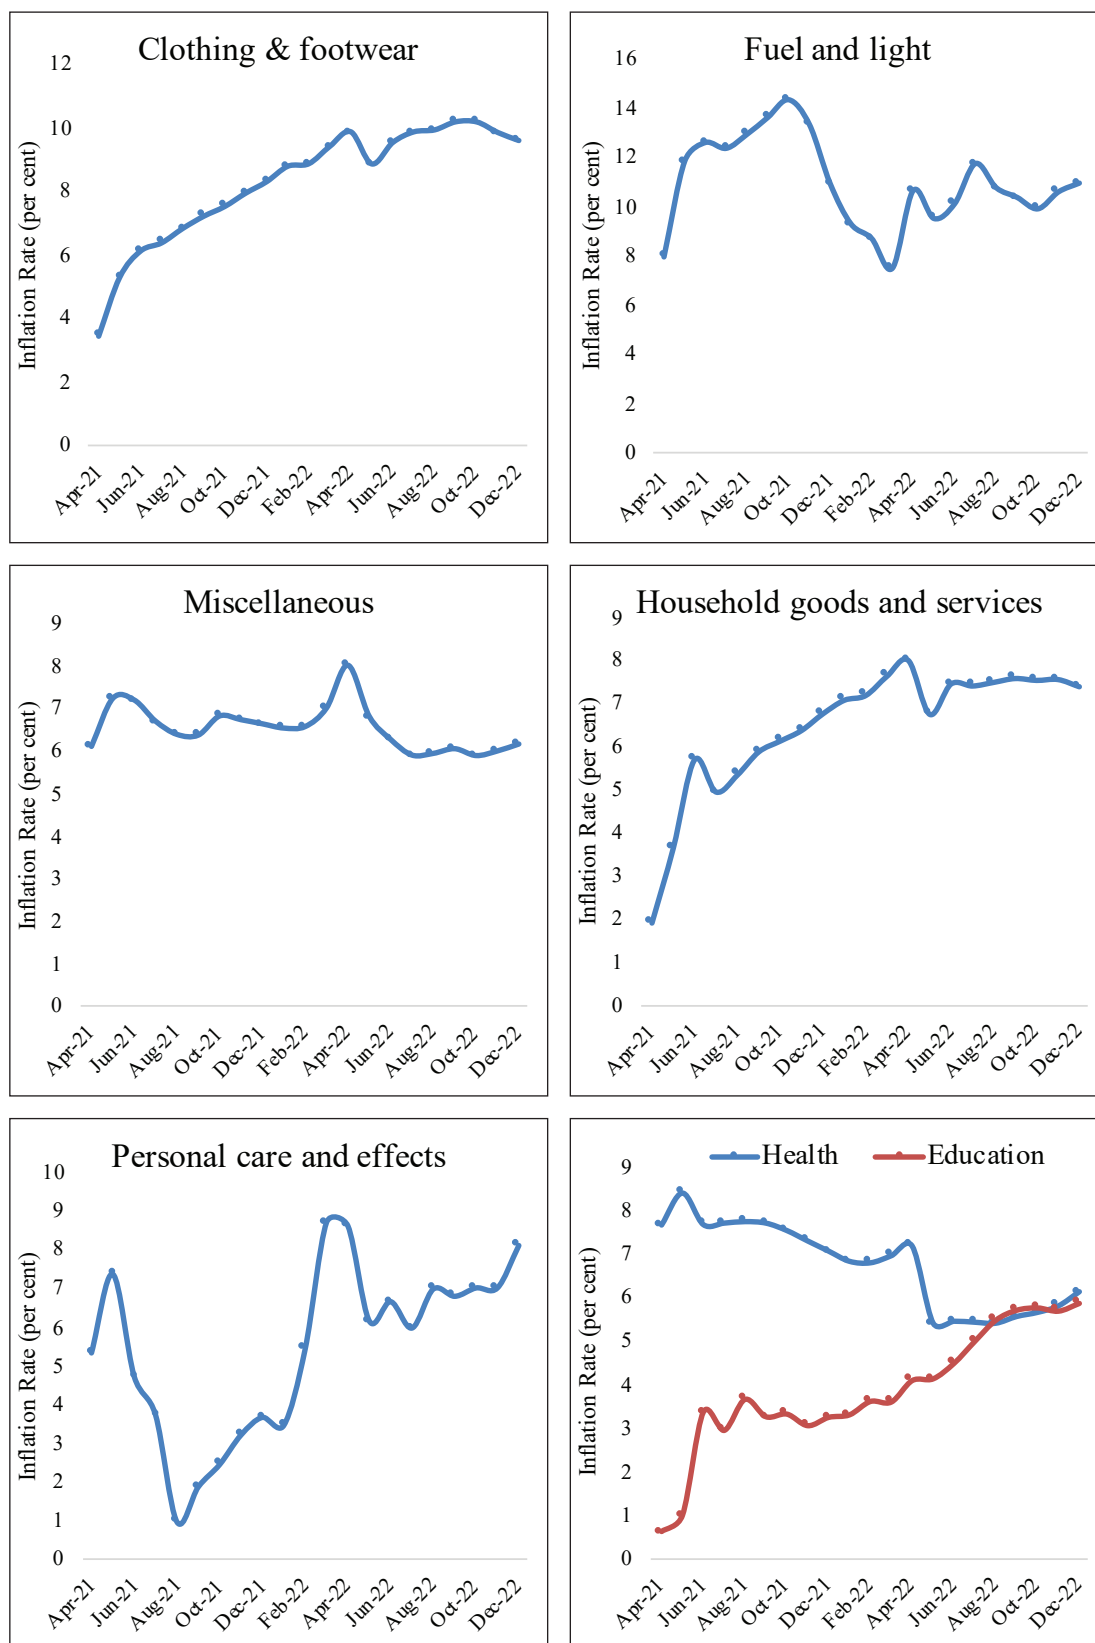 Clothing & footwear
Inflation Rate (per cent)
12
10
8
6
4
2
0
Apr-21
Jun-21
Aug-21
Oct-21
Dec-21
Feb-22
Apr-22
Jun-22
Aug-22
Oct-22
Dec-22
Fuel and light
Inflation Rate (per cent)
16
14
12
10
8
6
4
2
0
Apr-21
Jun-21
Aug-21
Oct-21
Dec-21
Feb-22
Apr-22
Jun-22
Aug-22
Oct-22
Dec-22
Miscellaneous
Inflation Rate (per cent)
9
8
7
6
5
4
3
2
1
0
Apr-21
Jun-21
Aug-21
Oct-21
Dec-21
Feb-22
Apr-22
Jun-22
Aug-22
Oct-22
Dec-22
Household goods and services
Inflation Rate (per cent)
9
8
7
6
5
4
3
2
1
0
Apr-21
Jun-21
Aug-21
Oct-21
Dec-21
Feb-22
Apr-22
Jun-22
Aug-22
Oct-22
Dec-22
Personal care and effects
Inflation Rate (per cent)
10
9
8
7
6
5
4
3
2
1
0
Apr-21
Jun-21
Aug-21
Oct-21
Dec-21
Feb-22
Apr-22
Jun-22
Aug-22
Oct-22
Dec-22
Health Education
Inflation Rate (per cent)
9
8
7
6
5
4
3
2
1
0
Apr-21
Jun-21
Aug-21
Oct-21
Dec-21
Feb-22
Apr-22
Jun-22
Aug-22
Oct-22
Dec-22